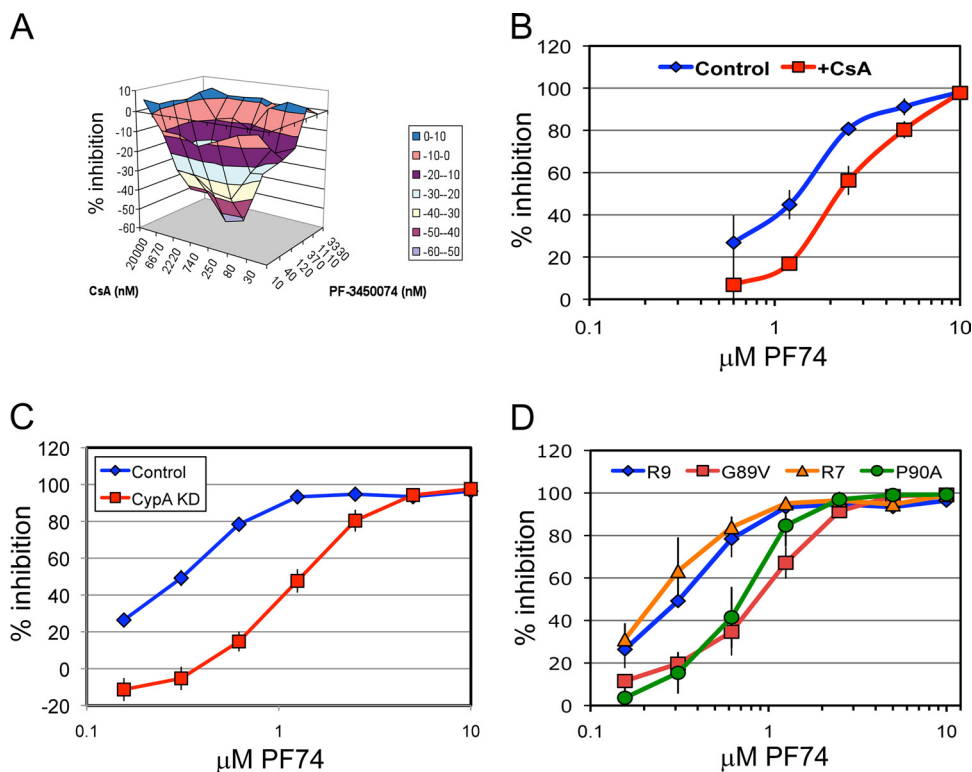 A
% inhibition
10
0
-10
-20
-30
-40
-50
-60
20000
6670
2220
740
250
80
30
CsA (nM)
10
40
120
370
1110
3330
PF-3450074 (nM)
0-10
-10-0
-20--10
-30--20
-40--30
-50--40
-60--50
B
% inhibition
120
100
80
60
40
20
0
Control
+CsA
0.1
1
10
µM PF74
C
% inhibition
120
100
80
60
40
20
0
-20
Control
CypA KD
0.1
1
10
µM PF74
D
% inhibition
120
100
80
60
40
20
0
R9
G89V
R7
P90A
0.1
1
10
µM PF74